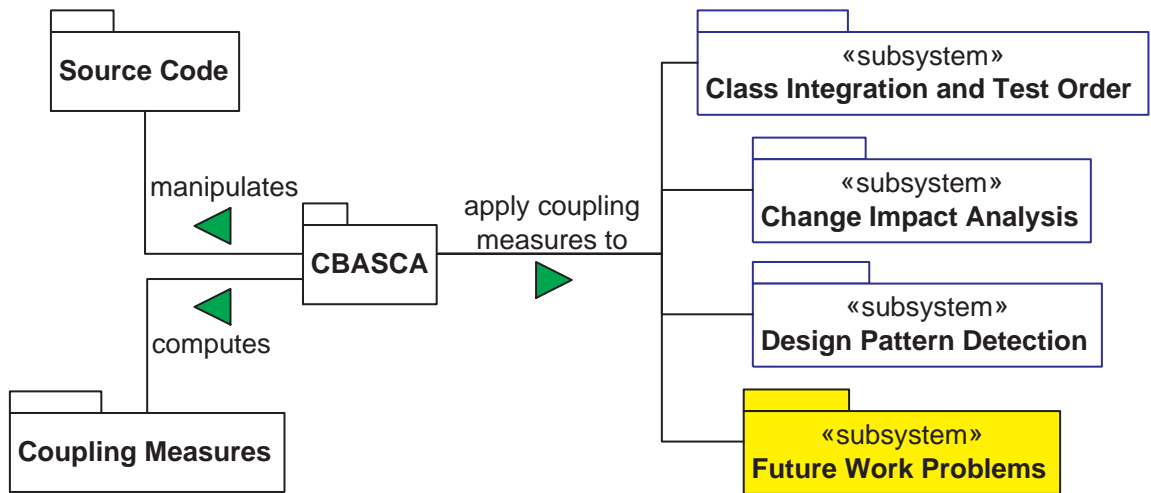 Source Code
manipulates
CBASCA
computes
Coupling Measures
apply coupling
measures to
«subsystem»
Class Integration and Test Order
«subsystem»
Change Impact Analysis
«subsystem»
Design Pattern Detection
«subsystem»
Future Work Problems